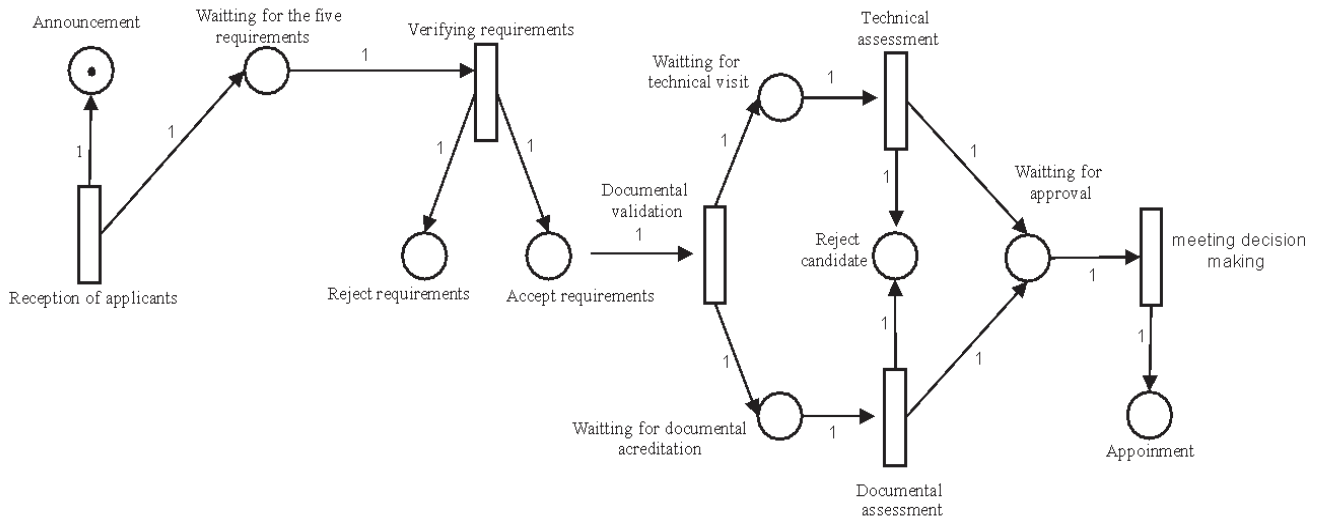 Announcement
1
Reception of applicants
Waitting for the five
requirements
1
1
Verifying requirements
1
1
Reject requirements
Accept requirements
Documental
validation
1
Waitting for
technical visit
1
1
1
Waitting for documental
acreditation
1
Technical
assessment
1
1
Reject
candidate
1
1
Documental
assessment
Waitting for
approval
1
meeting decision
making
1
Appoinment